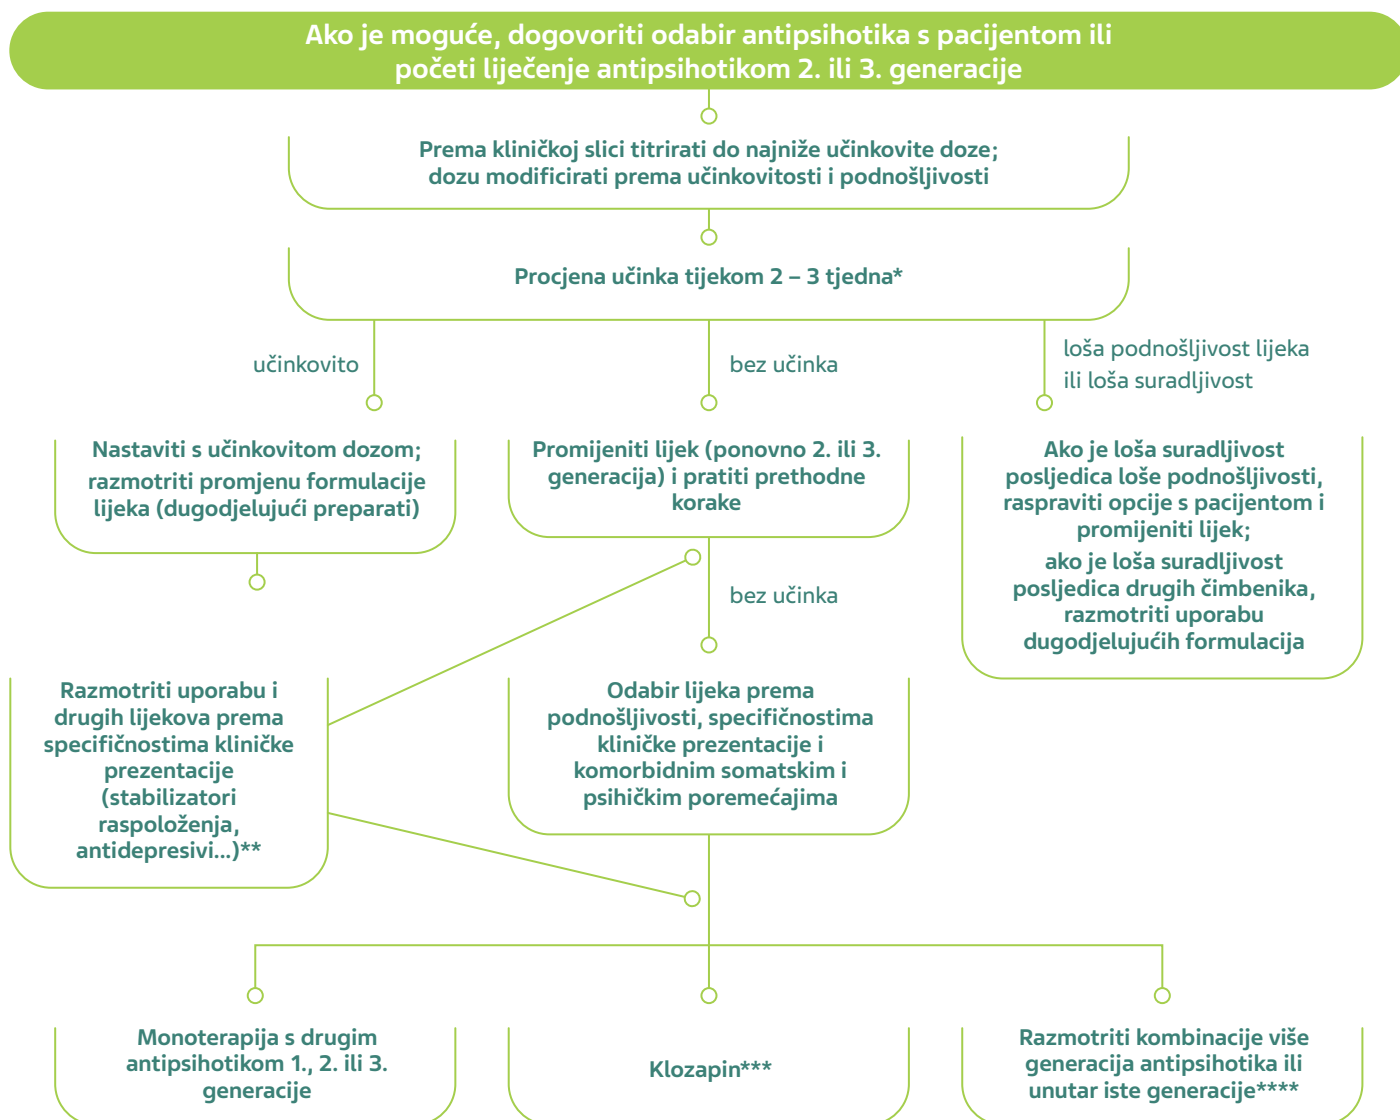 Ako je moguće, dogovoriti odabir antipsihotika s pacijentom ili
početi liječenje antipsihotikom 2. ili 3. generacije
Prema kliničkoj slici titrirati do najniže učinkovite doze;
dozu modificirati prema učinkovitosti i podnošljivosti
Procjena učinka tijekom 2 – 3 tjedna*
učinkovito
bez učinka
loša podnošljivost lijeka
ili loša suradljivost
Nastaviti s učinkovitom dozom;
razmotriti promjenu formulacije
lijeka (dugodjelujući preparati)
Promijeniti lijek (ponovno 2. ili 3.
generacija) i pratiti prethodne
korake
Ako je loša suradljivost
posljedica loše podnošljivosti,
raspraviti opcije s pacijentom i
promijeniti lijek;
ako je loša suradljivost
posljedica drugih čimbenika,
razmotriti uporabu
dugodjelujućih formulacija
bez učinka
Razmotriti uporabu i
drugih lijekova prema
specifičnostima kliničke
prezentacije
(stabilizatori
raspoloženja,
antidepresivi...)**
Odabir lijeka prema
podnošljivosti, specifičnostima
kliničke prezentacije i
komorbidnim somatskim i
psihičkim poremećajima
Monoterapija s drugim
antipsihotikom 1., 2. ili 3.
generacije
Klozapin***
Razmotriti kombinacije više
generacija antipsihotika ili
unutar iste generacije****